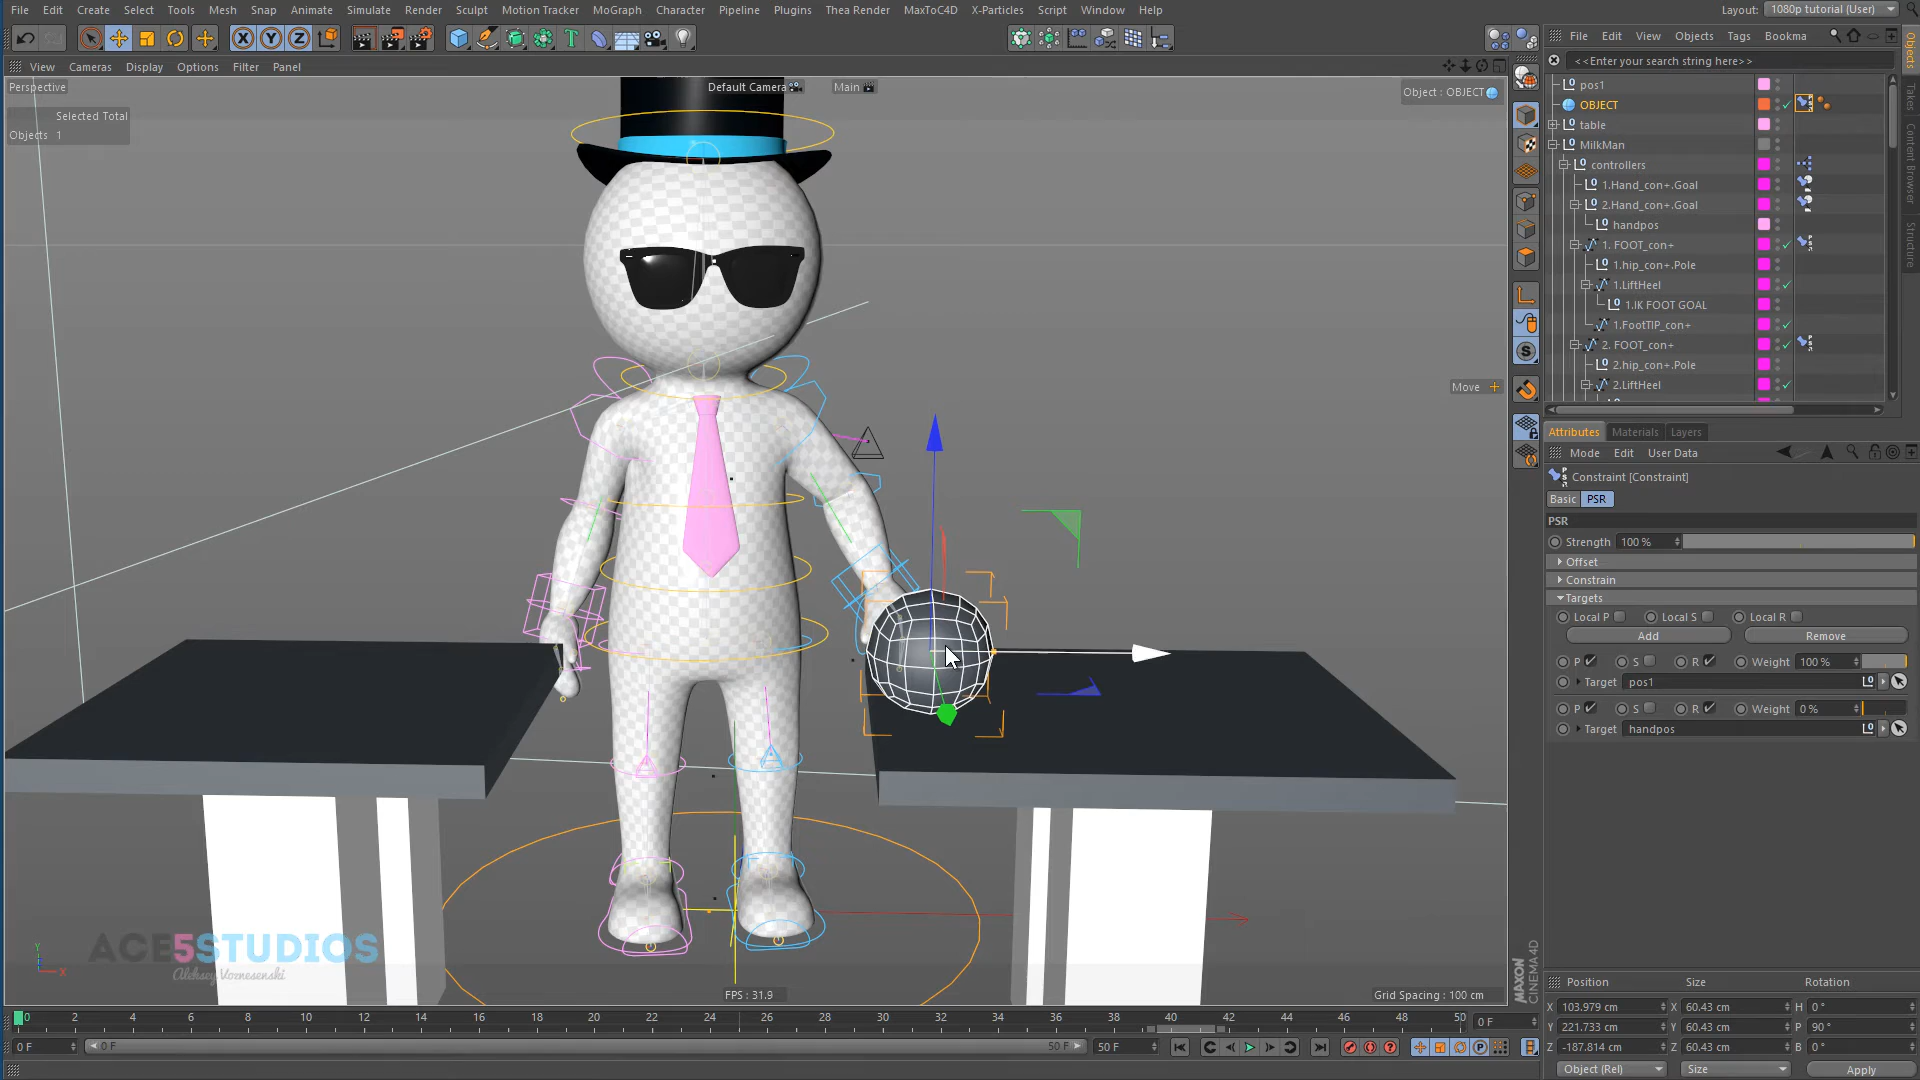 File Edit Create Select Tools Mesh Snap Animate Simulate Render Sculpt Motion Tracker MoGraph Character Pipeline Plugins Thea Render MaxToC4D X-Particles Script Window Help Layout: 1080p tutorial (User)
X Y Z
File Edit View Objects Tags Bookma
<<Enter your search string here>>
View Cameras Display Options Filter Panel
Perspective
Default Camera
Main
Object : OBJECT
Selected Total
Objects 1
Move
pos1
OBJECT
table
MilkMan
controllers
1.Hand_con+.Goal
2.Hand_con+.Goal
handpos
1. FOOT_con+
1.hip_con+.Pole
1.LiftHeel
1.IK FOOT GOAL
1.FootTIP_con+
2. FOOT_con+
2.hip_con+.Pole
2.LiftHeel
Objects
Takes
Content Browser
Structure
Attributes Materials Layers
Mode Edit User Data
Constraint [Constraint]
Basic PSR
PSR
Strength 100 %
Offset
Constrain
Targets
Local P Local S Local R
Add Remove
P S R Weight 100 %
Target pos1
P S R Weight 0 %
Target handpos
ACE5STUDIOS
Aleksey Voznesenski
Y
X
FPS : 31.9
Grid Spacing : 100 cm
MAXON
CINEMA 4D
0 2 4 6 8 10 12 14 16 18 20 22 24 26 28 30 32 34 36 38 40 42 44 46 48 50 0 F
0 F 0 F 50 F 50 F
Position Size Rotation
X 103.979 cm X 60.43 cm H 0 °
Y 221.733 cm Y 60.43 cm P 90 °
Z -187.814 cm Z 60.43 cm B 0 °
Object (Rel) Size Apply